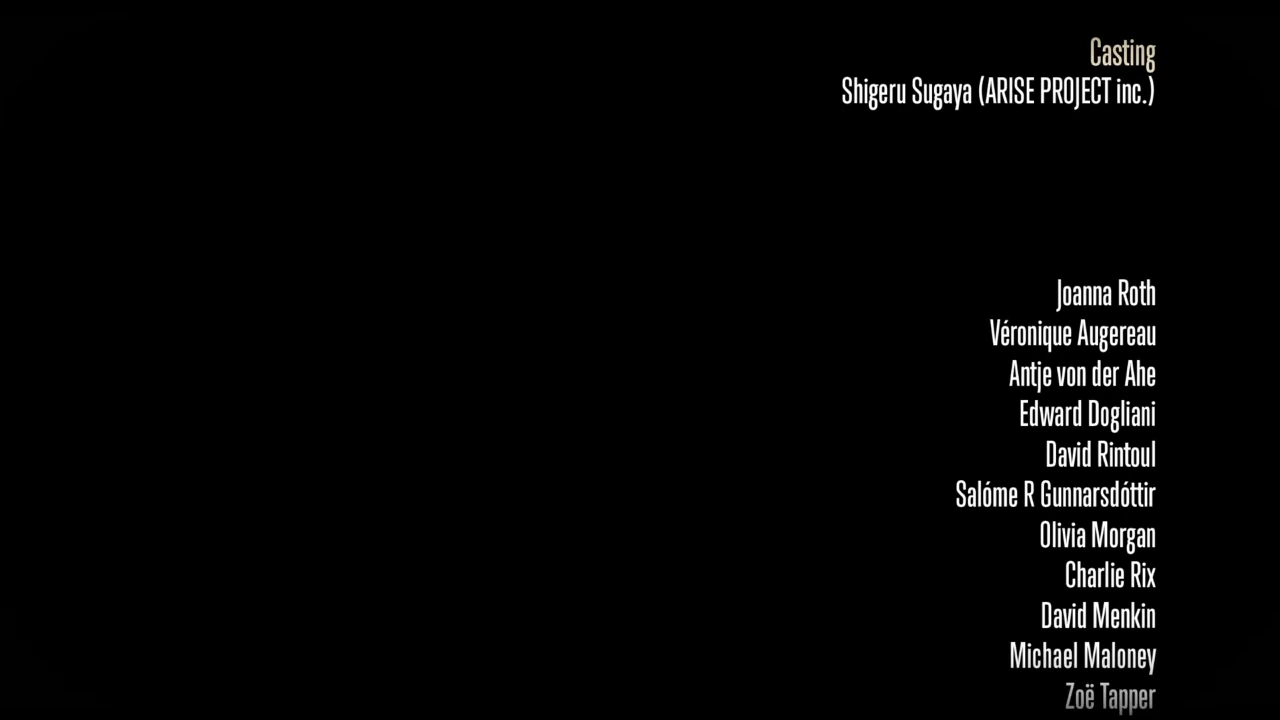 Casting
Shigeru Sugaya (ARISE PROJECT inc.)
Joanna Roth
Véronique Augereau
Antje von der Ahe
Edward Dogliani
David Rintoul
Salóme R Gunnarsdóttir
Olivia Morgan
Charlie Rix
David Menkin
Michael Maloney
Zoë Tapper